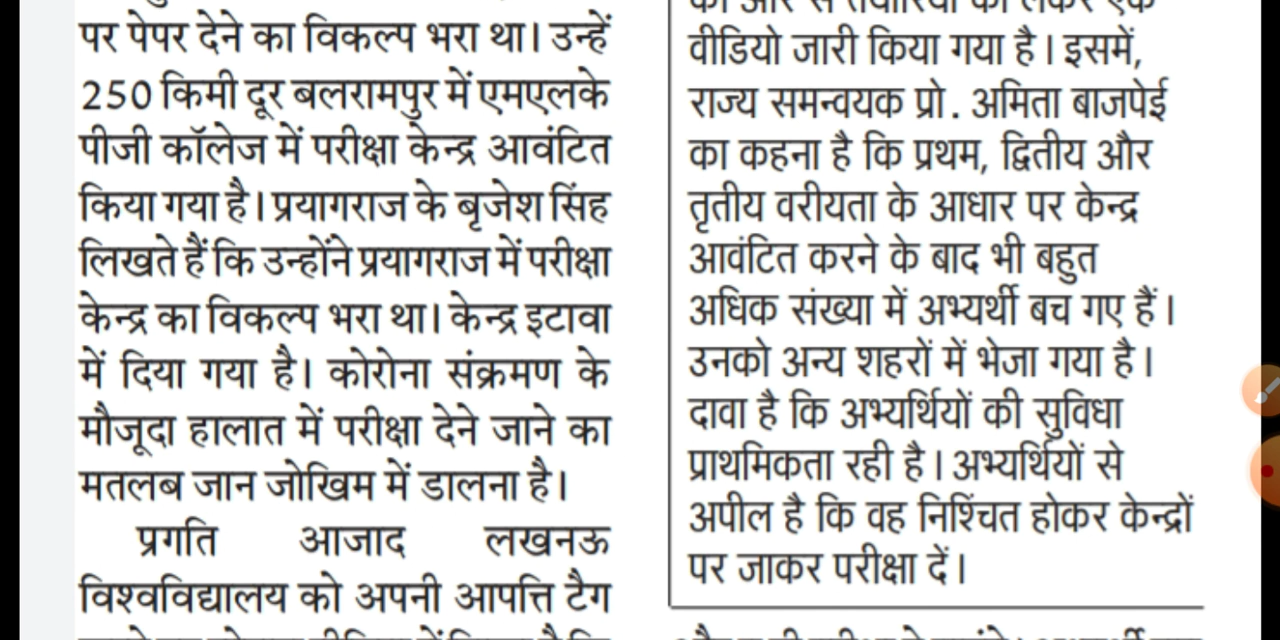 पर पेपर देने का विकल्प भरा था। उन्हें
250 किमी दूर बलरामपुर में एमएलके
पीजी कॉलेज में परीक्षा केन्द्र आवंटित
किया गया है। प्रयागराज के बृजेश सिंह
लिखते हैं कि उन्होंने प्रयागराज में परीक्षा
केन्द्र का विकल्प भरा था। केन्द्र इटावा
में दिया गया है। कोरोना संक्रमण के
मौजूदा हालात में परीक्षा देने जाने का
मतलब जान जोखिम में डालना है।
प्रगति आजाद लखनऊ
विश्वविद्यालय को अपनी आपत्ति टैग
की ओर से तैयारियों को लेकर एक
वीडियो जारी किया गया है। इसमें,
राज्य समन्वयक प्रो. अमिता बाजपेई
का कहना है कि प्रथम, द्वितीय और
तृतीय वरीयता के आधार पर केन्द्र
आवंटित करने के बाद भी बहुत
अधिक संख्या में अभ्यर्थी बच गए हैं।
उनको अन्य शहरों में भेजा गया है।
दावा है कि अभ्यर्थियों की सुविधा
प्राथमिकता रही है। अभ्यर्थियों से
अपील है कि वह निश्चिंत होकर केन्द्रों
पर जाकर परीक्षा दें।